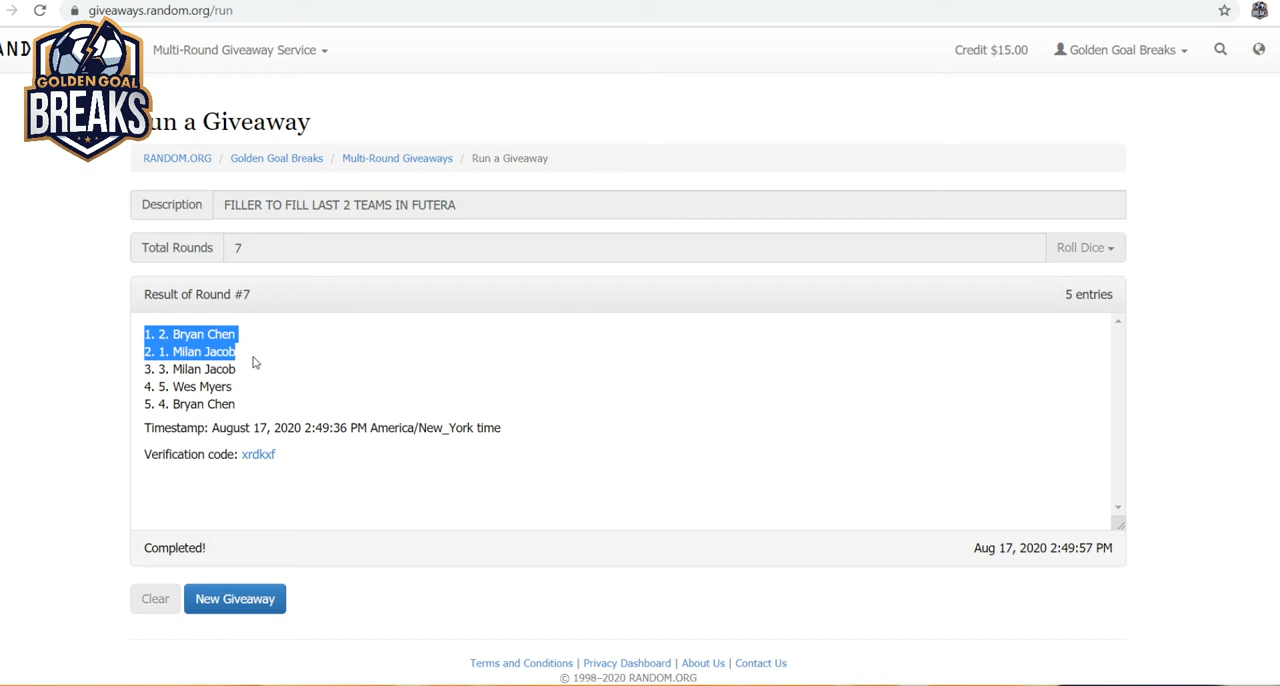 giveaways.random.org/run
AND
Multi-Round Giveaway Service
Credit $15.00
Golden Goal Breaks
GOLDEN GOAL
BREAKS
un a Giveaway
RANDOM.ORG / Golden Goal Breaks / Multi-Round Giveaways / Run a Giveaway
Description FILLER TO FILL LAST 2 TEAMS IN FUTERA
Total Rounds 7 Roll Dice
Result of Round #7 5 entries
1. 2. Bryan Chen
2. 1. Milan Jacob
3. 3. Milan Jacob
4. 5. Wes Myers
5. 4. Bryan Chen
Timestamp: August 17, 2020 2:49:36 PM America/New_York time
Verification code: xrdkxf
Completed! Aug 17, 2020 2:49:57 PM
Clear New Giveaway
Terms and Conditions | Privacy Dashboard | About Us | Contact Us
© 1998–2020 RANDOM.ORG